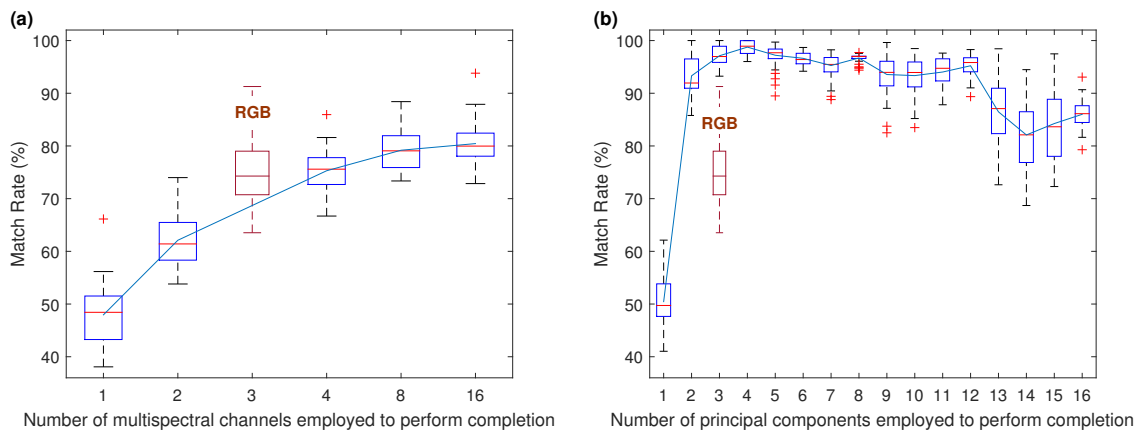 (a)
Match Rate (%)
100
90
80
70
60
50
40
RGB
1 2 3 4 8 16
Number of multispectral channels employed to perform completion
(b)
Match Rate (%)
100
90
80
70
60
50
40
RGB
1 2 3 4 5 6 7 8 9 10 11 12 13 14 15 16
Number of principal components employed to perform completion